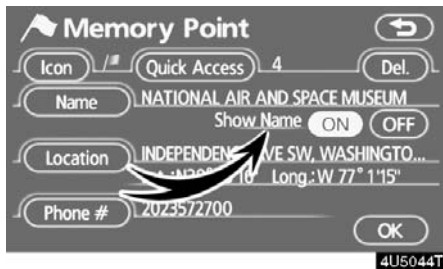 Memory Point
Icon Quick Access 4 Del.
Name NATIONAL AIR AND SPACE MUSEUM
Show Name ON OFF
Location VE SW, WASHINGTO...
Long.: W 77° 1'15"
Phone # 2023572700
OK
4U5044T